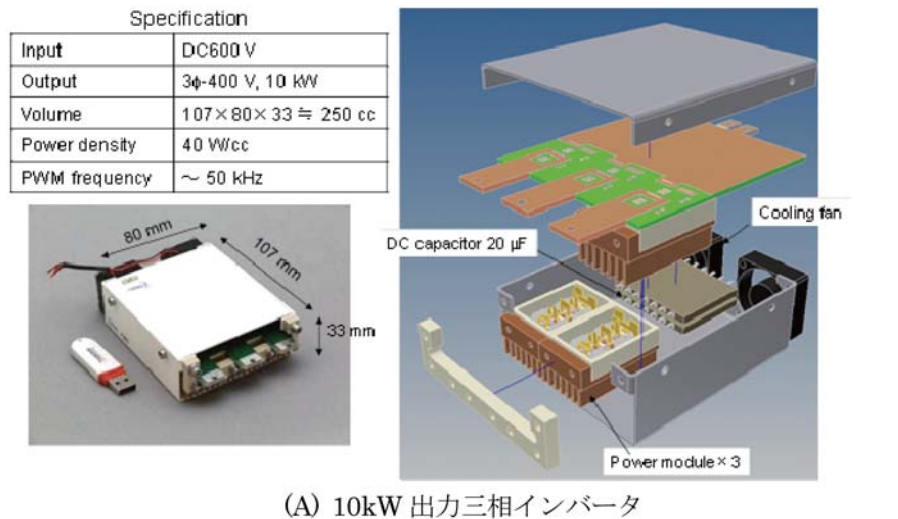 Specification
Input DC600 V
Output 3ϕ-400 V, 10 kW
Volume 107×80×33 ≒ 250 cc
Power density 40 W/cc
PWM frequency ~ 50 kHz
80 mm
107 mm
33 mm
Cooling fan
DC capacitor 20 μF
Power module×3
(A) 10kW 出力三相インバータ